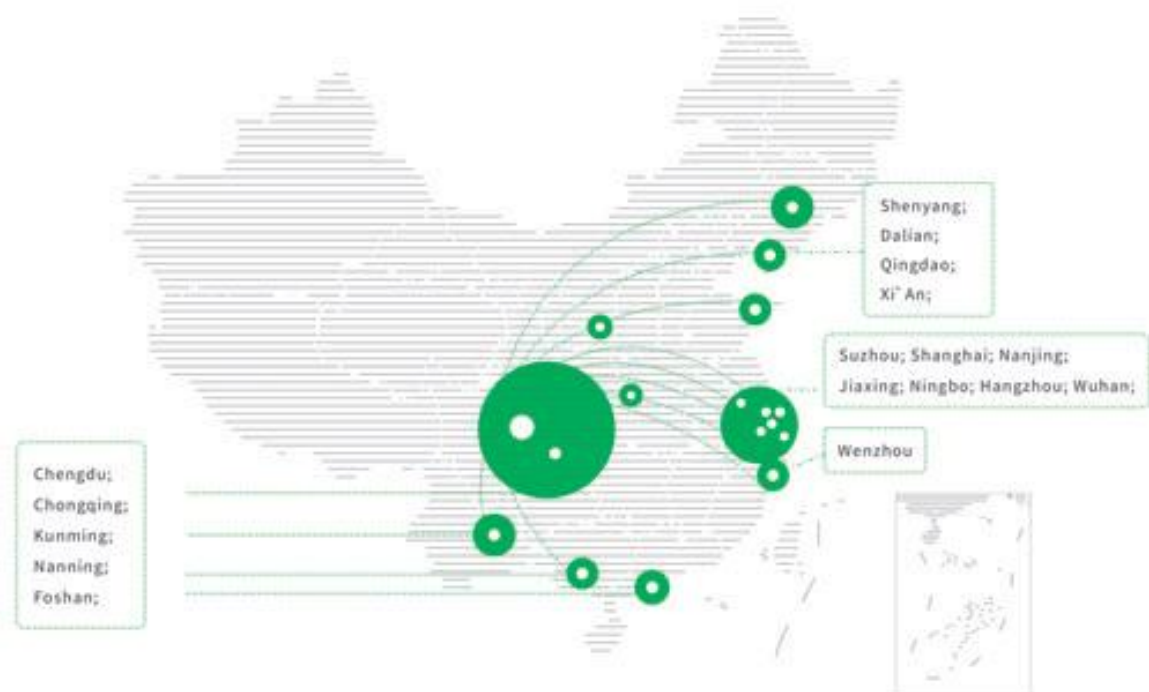 Shenyang;
Dalian;
Qingdao;
Xi' An;
Suzhou; Shanghai; Nanjing;
Jiaxing; Ningbo; Hangzhou; Wuhan;
Wenzhou
Chengdu;
Chongqing;
Kunming;
Nanning;
Foshan;